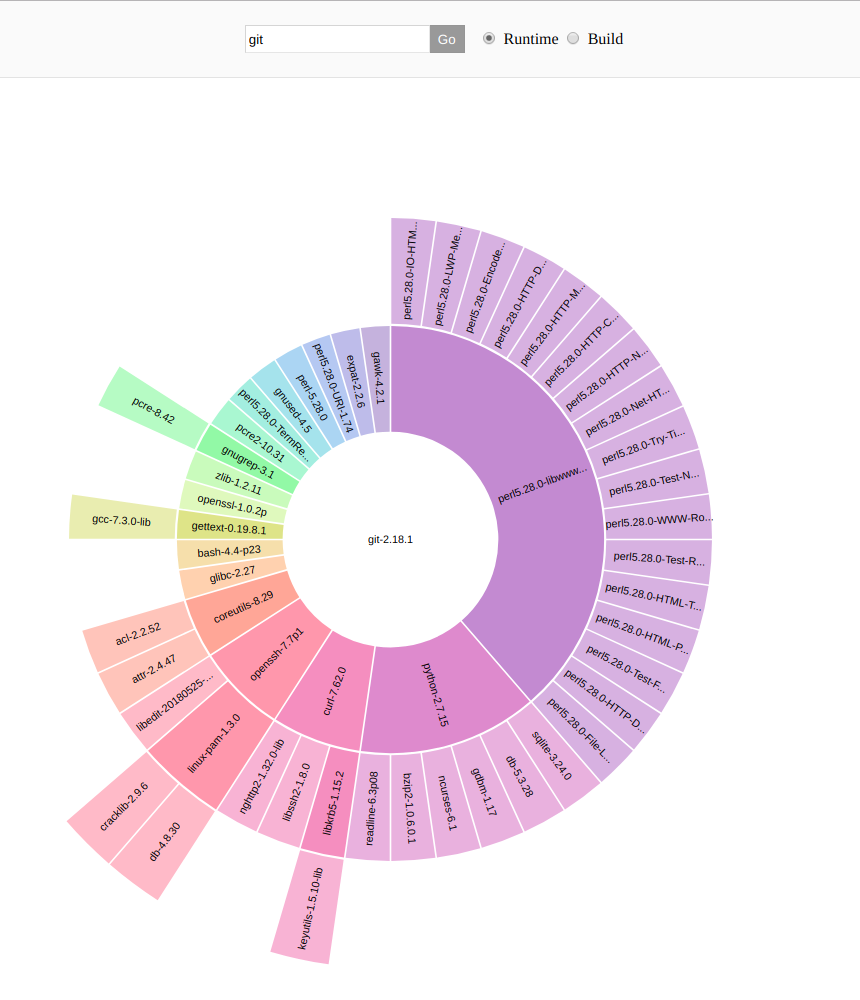 git
Go
Runtime
Build
git-2.18.1
perl5.28.0-libwww...
python-2.7.15
curl-7.62.0
openssh-7.7p1
coreutils-8.29
glibc-2.27
bash-4.4-p23
gettext-0.19.8.1
openssl-1.0.2p
zlib-1.2.11
gnugrep-3.1
pcre2-10.31
perl5.28.0-TermRe...
gnused-4.5
perl-5.28.0
perl5.28.0-URI-1.74
expat-2.2.6
gawk-4.2.1
perl5.28.0-IO-HTM...
perl5.28.0-LWP-Me...
perl5.28.0-Encode...
perl5.28.0-HTTP-D...
perl5.28.0-HTTP-M...
perl5.28.0-HTTP-C...
perl5.28.0-HTTP-N...
perl5.28.0-Net-HT...
perl5.28.0-Try-Ti...
perl5.28.0-Test-N...
perl5.28.0-WWW-Ro...
perl5.28.0-Test-R...
perl5.28.0-HTML-T...
perl5.28.0-HTML-P...
perl5.28.0-Test-F...
perl5.28.0-HTTP-D...
perl5.28.0-File-L...
sqlite-3.24.0
db-5.3.28
gdbm-1.17
ncurses-6.1
bzip2-1.0.6.0.1
readline-6.3p08
libkrb5-1.15.2
libssh2-1.8.0
nghttp2-1.32.0-lib
linux-pam-1.3.0
libedit-20180525-...
attr-2.4.47
acl-2.2.52
gcc-7.3.0-lib
pcre-8.42
keyutils-1.5.10-lib
db-4.8.30
cracklib-2.9.6